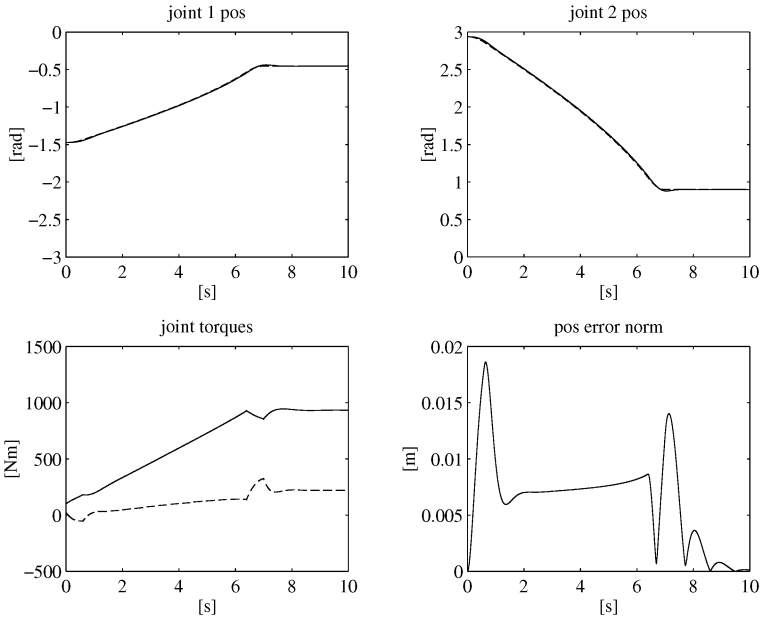 joint 1 pos
0
−0.5
−1
−1.5
−2
−2.5
−3
[rad]
0 2 4 6 8 10
[s]
joint 2 pos
3
2.5
2
1.5
1
0.5
0
[rad]
0 2 4 6 8 10
[s]
joint torques
1500
1000
500
0
−500
[Nm]
0 2 4 6 8 10
[s]
pos error norm
0.02
0.015
0.01
0.005
0
[m]
0 2 4 6 8 10
[s]